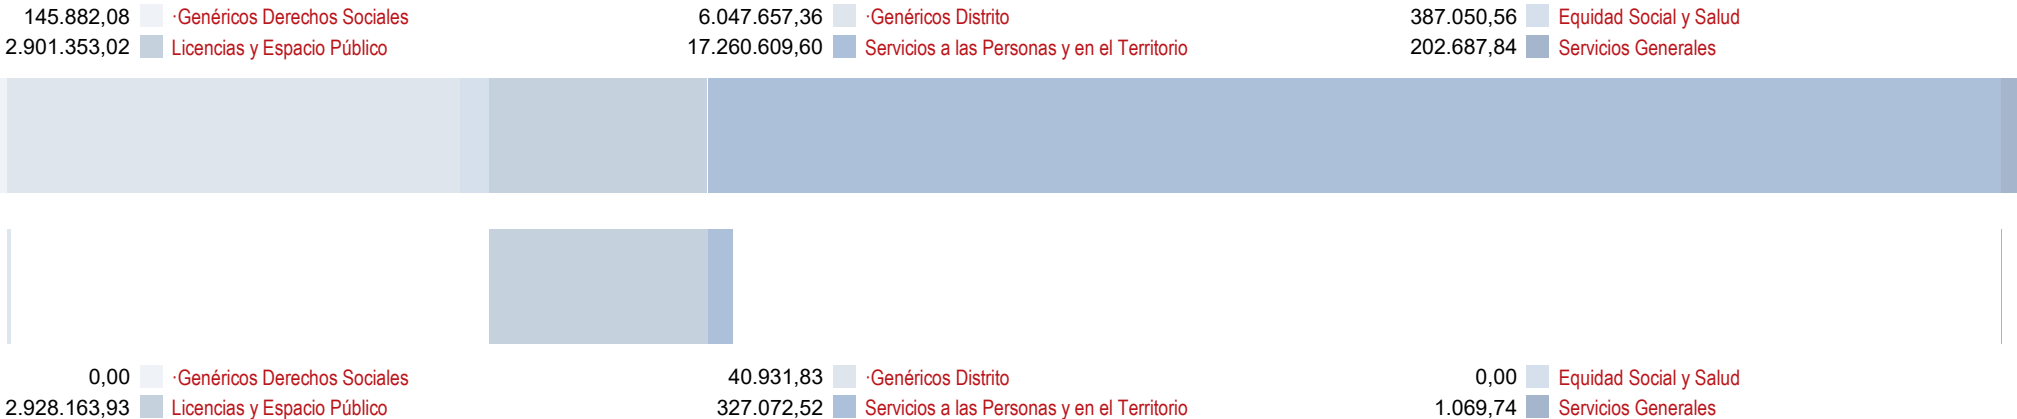 145.882,08 ·Genéricos Derechos Sociales 6.047.657,36 ·Genéricos Distrito 387.050,56 Equidad Social y Salud
2.901.353,02 Licencias y Espacio Público 17.260.609,60 Servicios a las Personas y en el Territorio 202.687,84 Servicios Generales
0,00 ·Genéricos Derechos Sociales 40.931,83 ·Genéricos Distrito 0,00 Equidad Social y Salud
2.928.163,93 Licencias y Espacio Público 327.072,52 Servicios a las Personas y en el Territorio 1.069,74 Servicios Generales